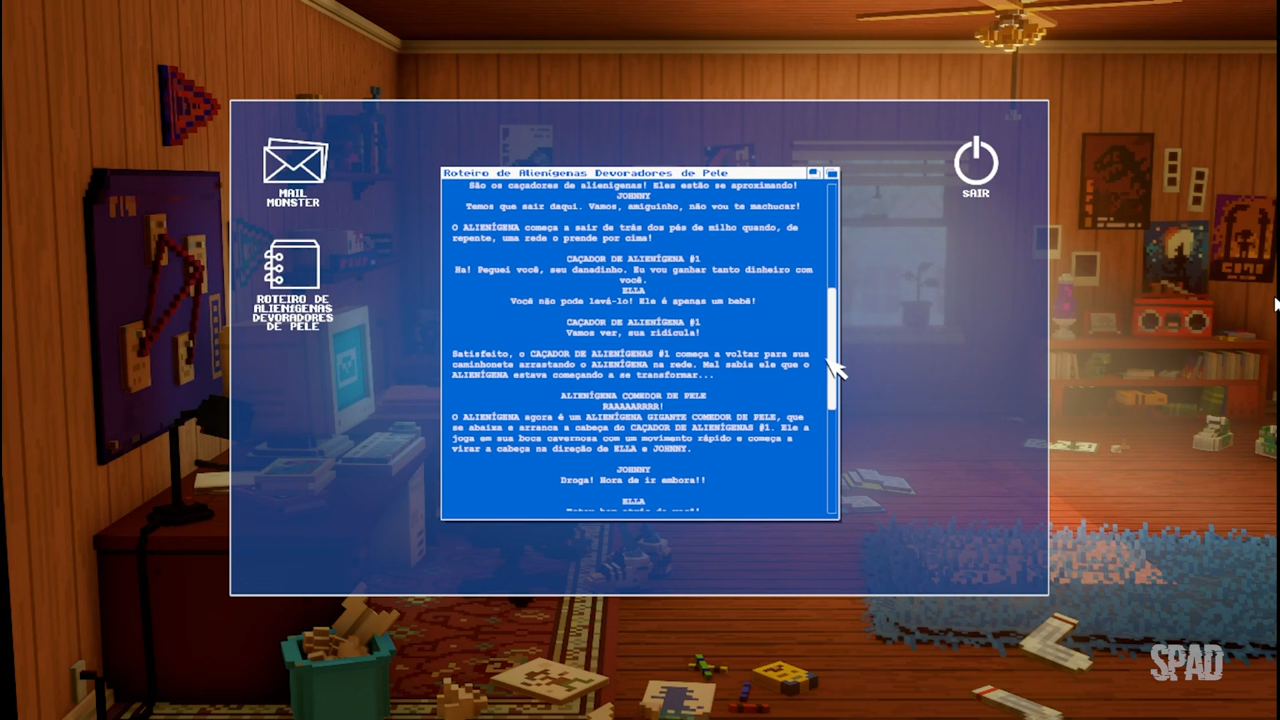 MAIL
MONSTER
ROTEIRO DE
ALIENÍGENAS
DEVORADORES
DE PELE
SAIR
Roteiro de Alienígenas Devoradores de Pele
São os caçadores de alienígenas! Eles estão se aproximando!
JOHNNY
Temos que sair daqui. Vamos, amiguinho, não vou te machucar!
O ALIENÍGENA começa a sair de trás dos pés de milho quando, de
repente, uma rede o prende por cima!
CAÇADOR DE ALIENÍGENA #1
Ha! Peguei você, seu danadinho. Eu vou ganhar tanto dinheiro com
você.
ELLA
Você não pode levá-lo! Ele é apenas um bebê!
CAÇADOR DE ALIENÍGENA #1
Vamos ver, sua ridícula!
Satisfeito, o CAÇADOR DE ALIENÍGENAS #1 começa a voltar para sua
caminhonete arrastando o ALIENÍGENA na rede. Mal sabia ele que o
ALIENÍGENA estava começando a se transformar...
ALIENÍGENA COMEDOR DE PELE
RAAAAARRRR!
O ALIENÍGENA agora é um ALIENÍGENA GIGANTE COMEDOR DE PELE, que
se abaixa e arranca a cabeça do CAÇADOR DE ALIENÍGENAS #1. Ele a
joga em sua boca cavernosa com um movimento rápido e começa a
virar a cabeça na direção de ELLA e JOHNNY.
JOHNNY
Droga! Hora de ir embora!!
ELLA
SPAD